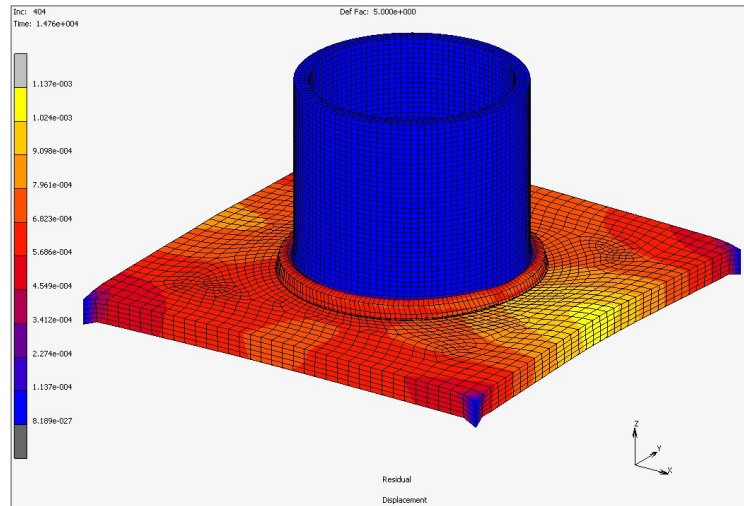 Inc: 404
Def Fac: 5.000e+000
Time: 1.476e+004
1.137e-003
1.024e-003
9.098e-004
7.961e-004
6.823e-004
5.686e-004
4.549e-004
3.412e-004
2.274e-004
1.137e-004
8.189e-027
Z
Y
X
Residual
Displacement